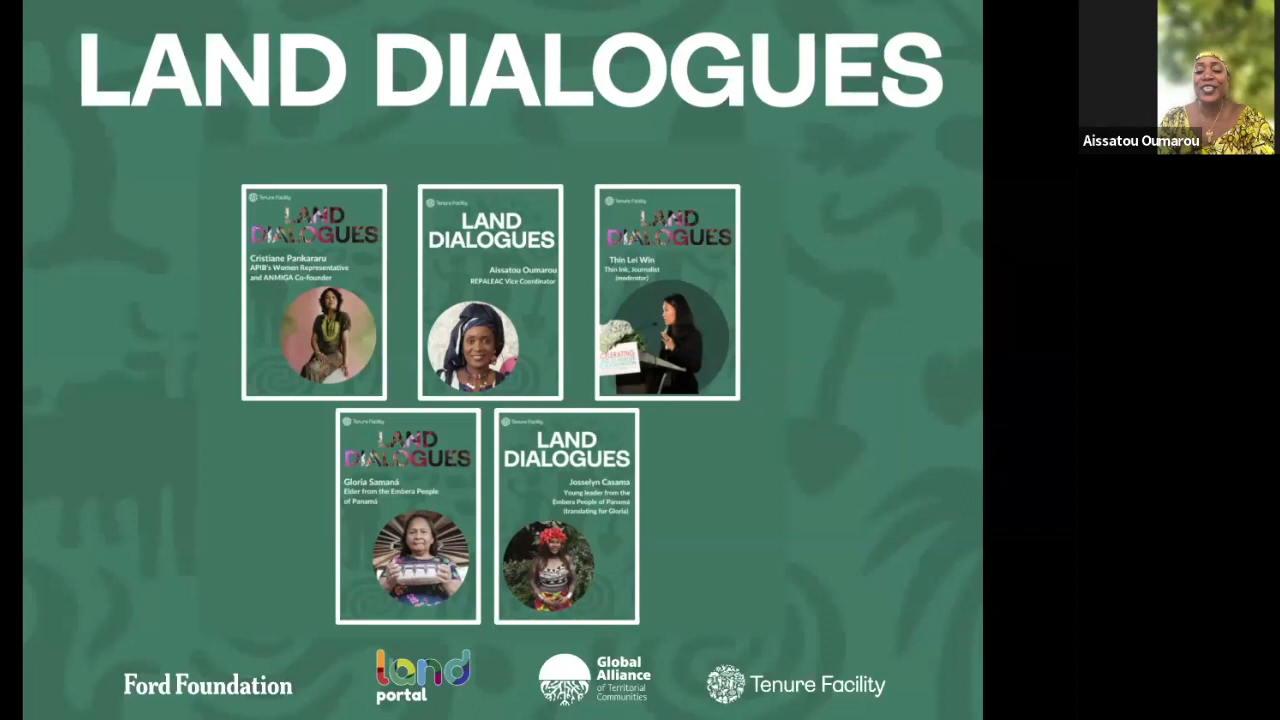 LAND DIALOGUES
Aissatou Oumarou
Tenure Facility
LAND
DIALOGUES
Cristiane Pankararu
APIB's Women Representative
and ANMIGA Co-founder
Tenure Facility
LAND
DIALOGUES
Aissatou Oumarou
REPALEAC Vice Coordinator
Tenure Facility
LAND
DIALOGUES
Thin Lei Win
Thin Ink, Journalist
(moderator)
CELEBRATING
Tenure Facility
LAND
DIALOGUES
Gloria Samaná
Elder from the Embera People
of Panamá
Tenure Facility
LAND
DIALOGUES
Josselyn Casama
Young leader from the
Embera People of Panamá
(translating for Gloria)
Ford Foundation
land
portal
Global
Alliance
of Territorial
Communities
Tenure Facility